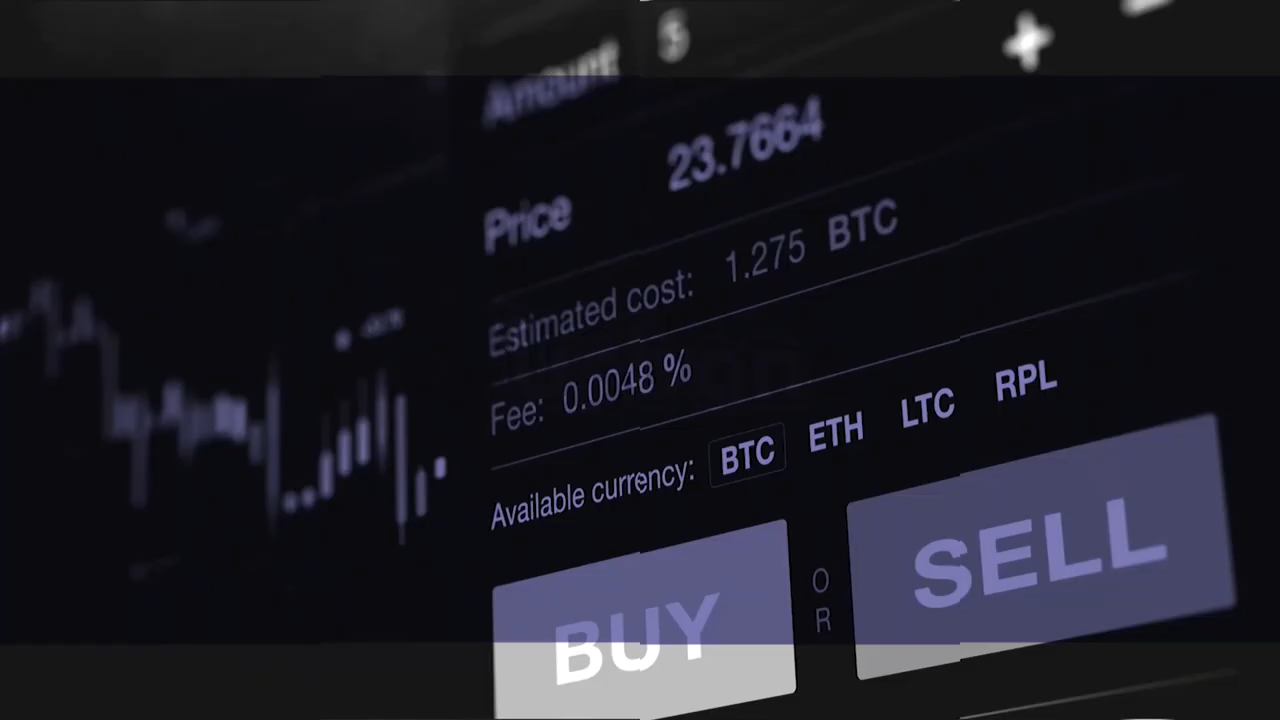 Amount 5
Price 23.7664
Estimated cost: 1.275 BTC
Fee: 0.0048 %
Available currency: BTC ETH LTC RPL
BUY
OR
SELL